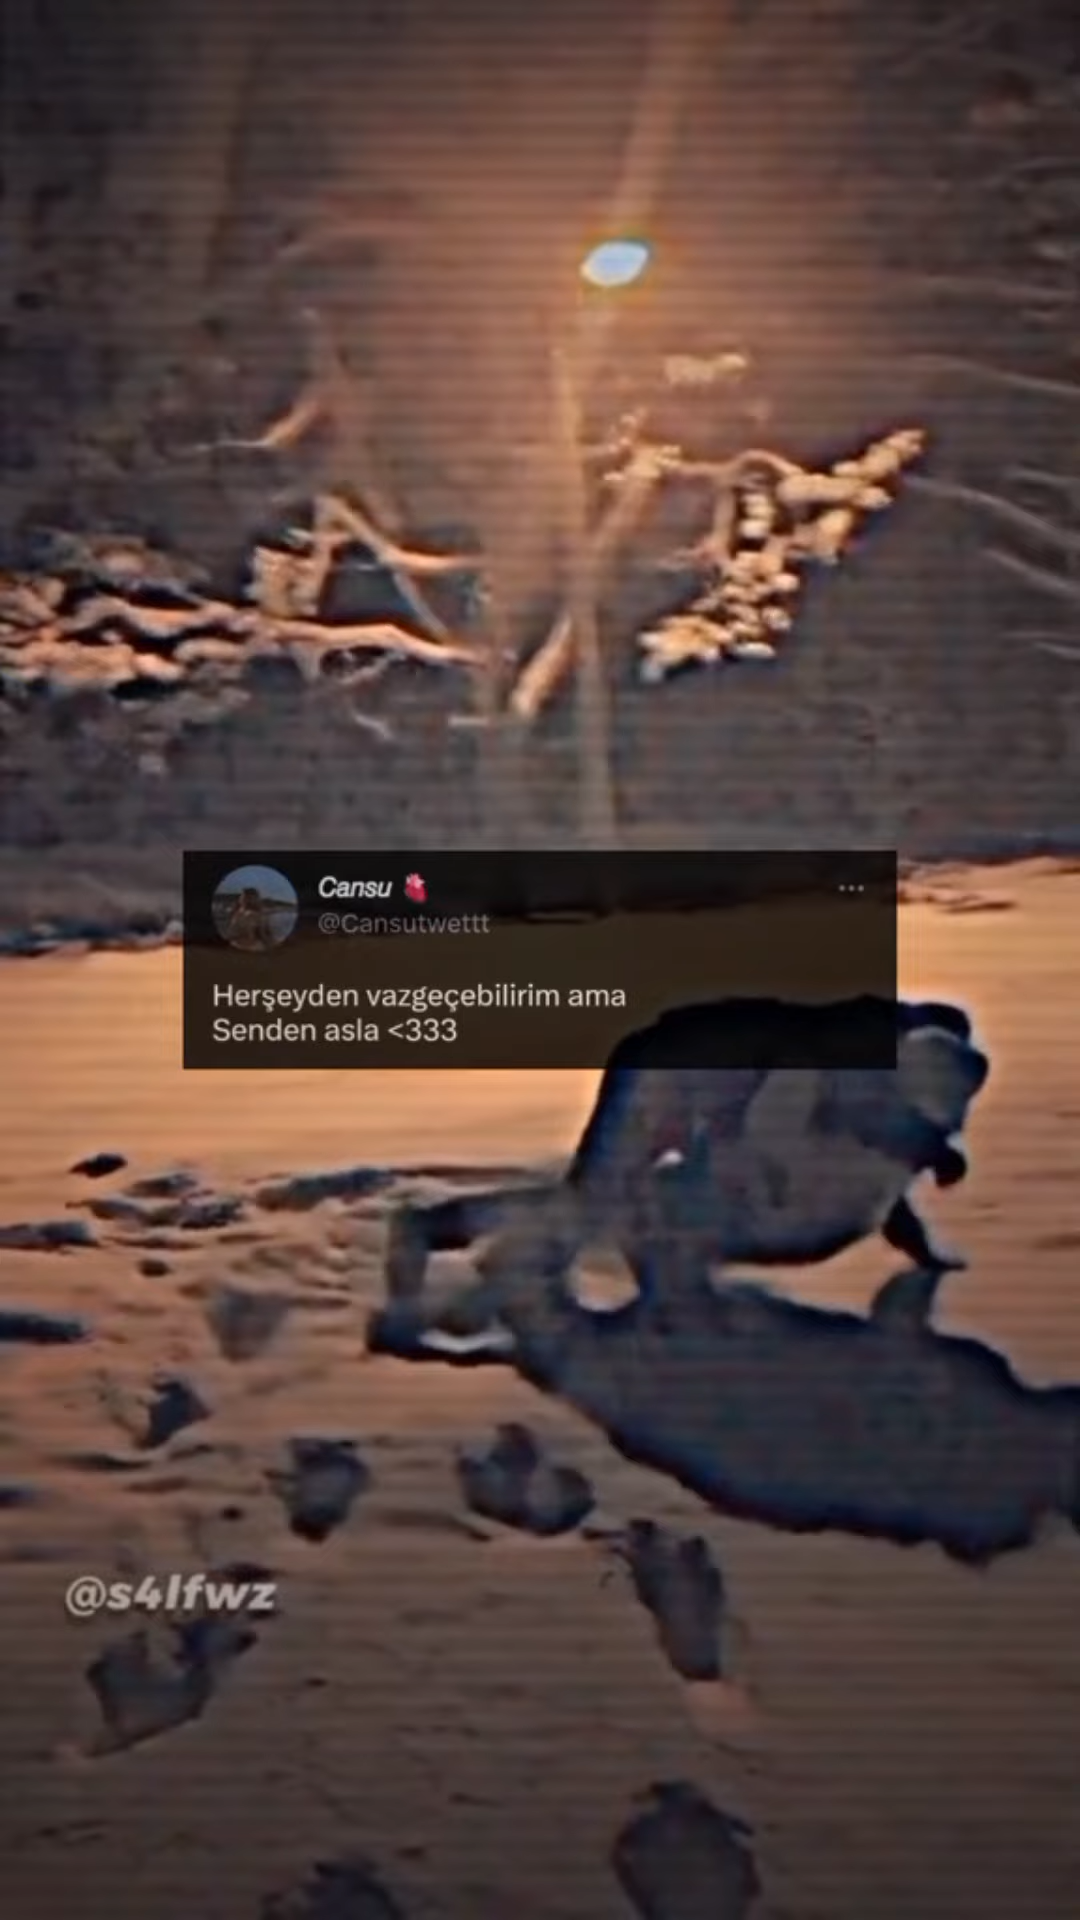 Cansu 🫀
@Cansutwettt
Herşeyden vazgeçebilirim ama
Senden asla <333
@s4lfwz